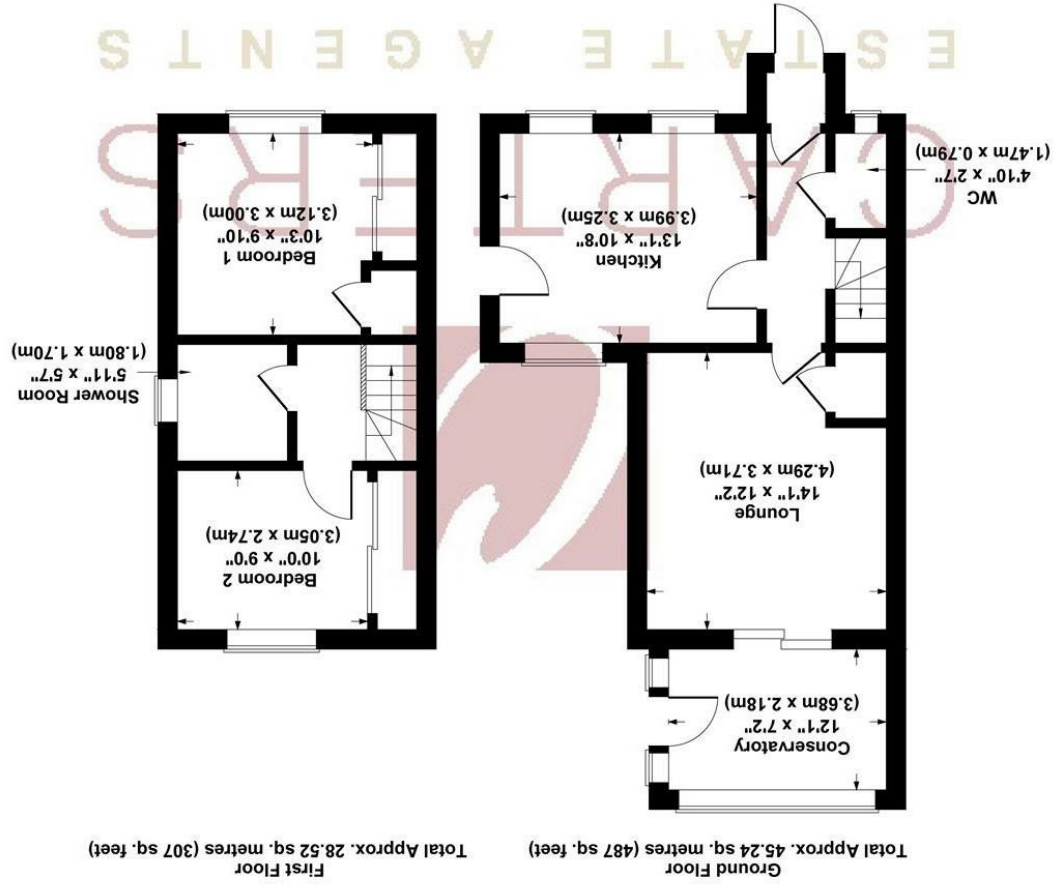 Ground Floor
Total Approx. 45.24 sq. metres (487 sq. feet)
First Floor
Total Approx. 28.52 sq. metres (307 sq. feet)
Conservatory
12'1" x 7'2"
(3.68m x 2.18m)
Lounge
14'1" x 12'2"
(4.29m x 3.71m)
Bedroom 2
10'0" x 9'0"
(3.05m x 2.74m)
Shower Room
5'11" x 5'7"
(1.80m x 1.70m)
Kitchen
13'1" x 10'8"
(3.99m x 3.25m)
Bedroom 1
10'3" x 9'10"
(3.12m x 3.00m)
WC
4'10" x 2'7"
(1.47m x 0.79m)
CARTERS
ESTATE AGENTS